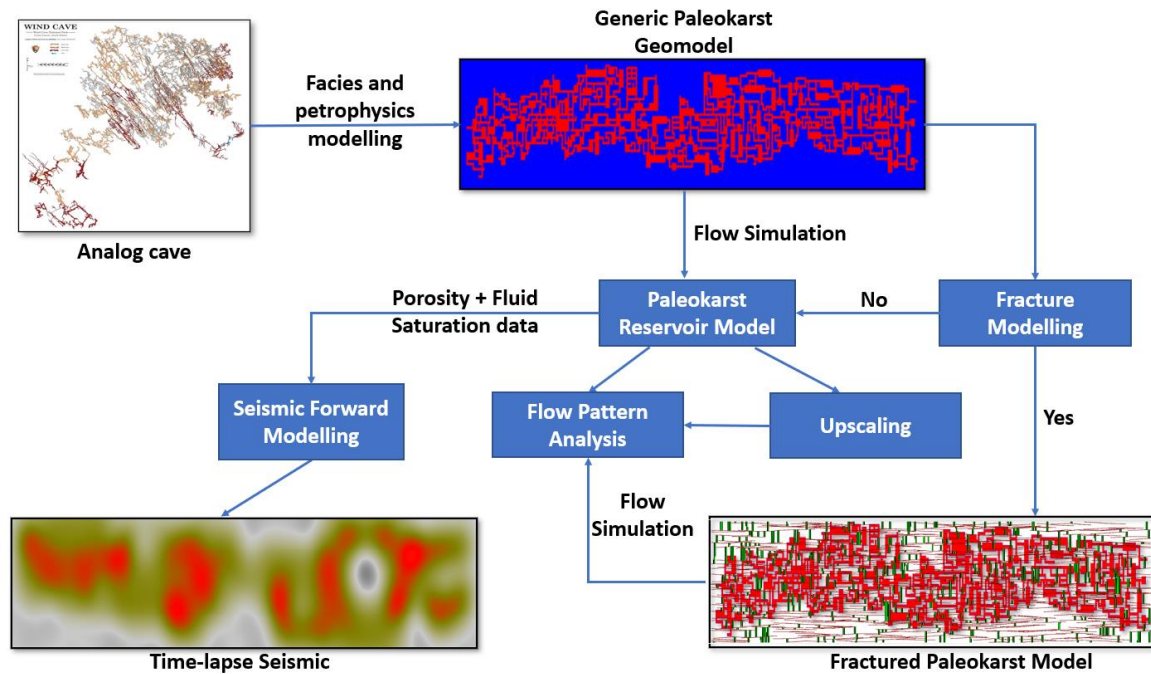 WIND CAVE
Generic Paleokarst
Geomodel
Facies and
petrophysics
modelling
Analog cave
Flow Simulation
Porosity + Fluid
Saturation data
Paleokarst
Reservoir Model
No
Fracture
Modelling
Seismic Forward
Modelling
Flow Pattern
Analysis
Upscaling
Yes
Flow
Simulation
Time-lapse Seismic
Fractured Paleokarst Model